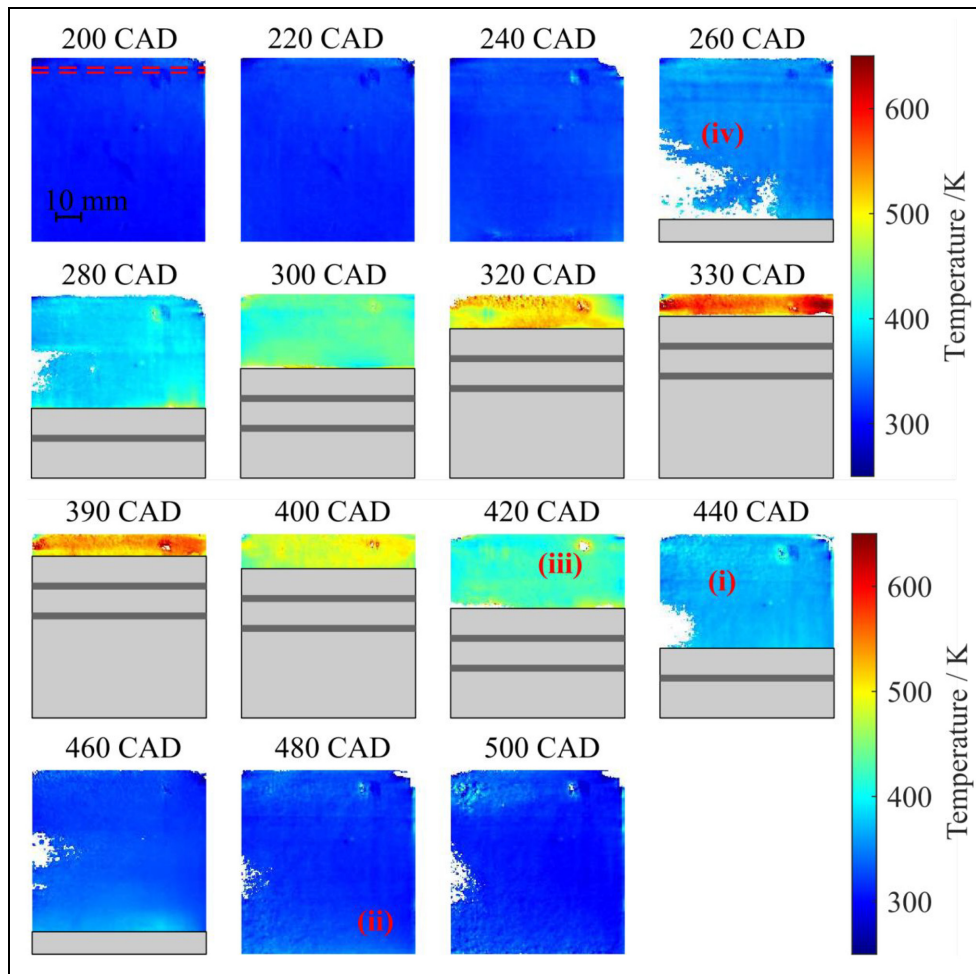 200 CAD 220 CAD 240 CAD 260 CAD
600
500
400
300
Temperature /K
(iv)
10 mm
280 CAD 300 CAD 320 CAD 330 CAD
390 CAD 400 CAD 420 CAD 440 CAD
600
500
400
300
Temperature / K
(iii)
(i)
460 CAD 480 CAD 500 CAD
(ii)